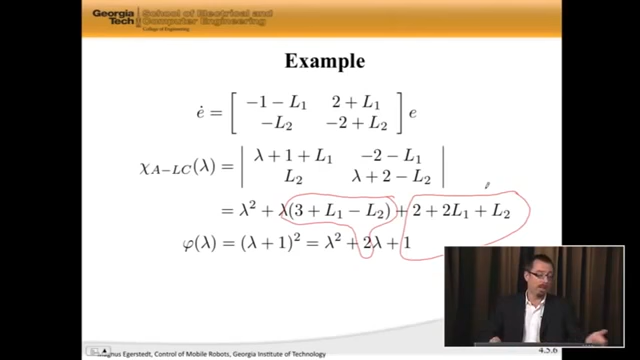 Georgia Tech School of Electrical and Computer Engineering
College of Engineering
Example
ė = [ −1 − L₁ 2 + L₁
−L₂ −2 + L₂ ] e
χ_{A−LC}(λ) = | λ + 1 + L₁ −2 − L₁
L₂ λ + 2 − L₂ |
= λ² + λ(3 + L₁ − L₂) + 2 + 2L₁ + L₂
φ(λ) = (λ + 1)² = λ² + 2λ + 1
Magnus Egerstedt, Control of Mobile Robots, Georgia Institute of Technology
4.5.6